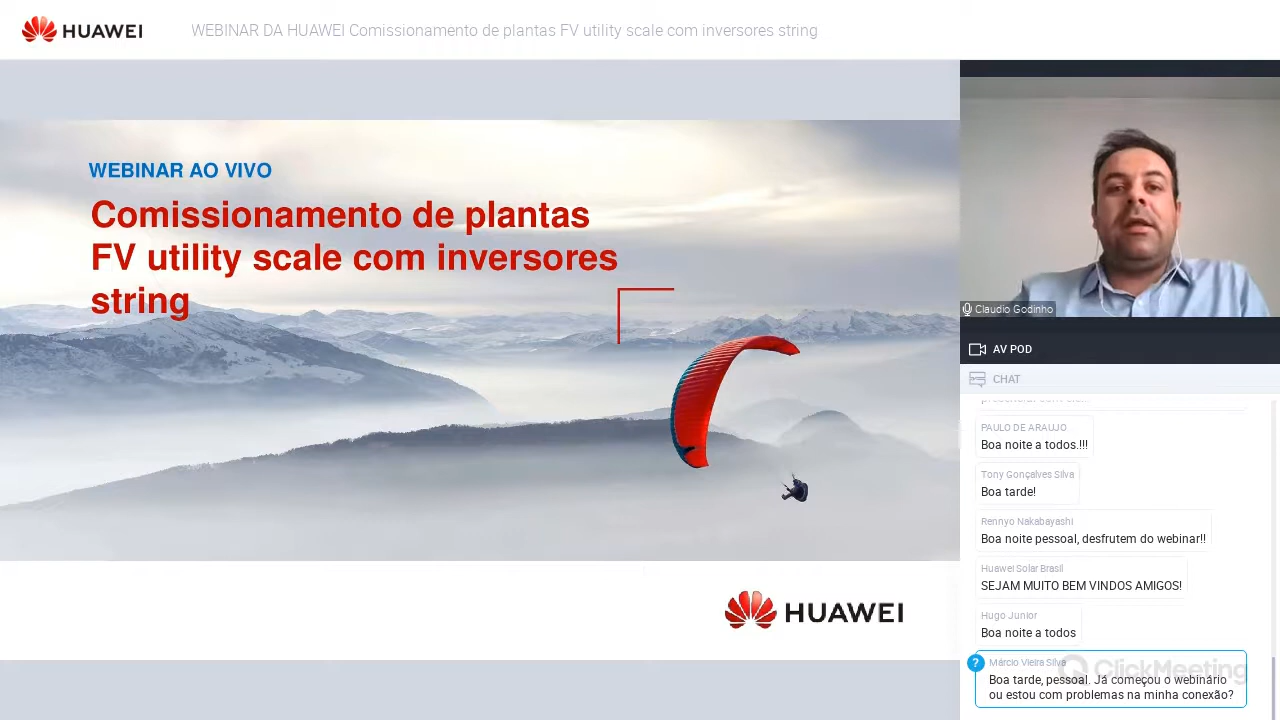 HUAWEI
WEBINAR DA HUAWEI Comissionamento de plantas FV utility scale com inversores string
WEBINAR AO VIVO
Comissionamento de plantas
FV utility scale com inversores
string
HUAWEI
Claudio Godinho
AV POD
CHAT
PAULO DE ARAUJO
Boa noite a todos.!!!
Tony Gonçalves Silva
Boa tarde!
Rennyo Nakabayashi
Boa noite pessoal, desfrutem do webinar!!
Huawei Solar Brasil
SEJAM MUITO BEM VINDOS AMIGOS!
Hugo Junior
Boa noite a todos
?
Márcio Vieira Silva
ClickMeeting
Boa tarde, pessoal. Já começou o webinário
ou estou com problemas na minha conexão?